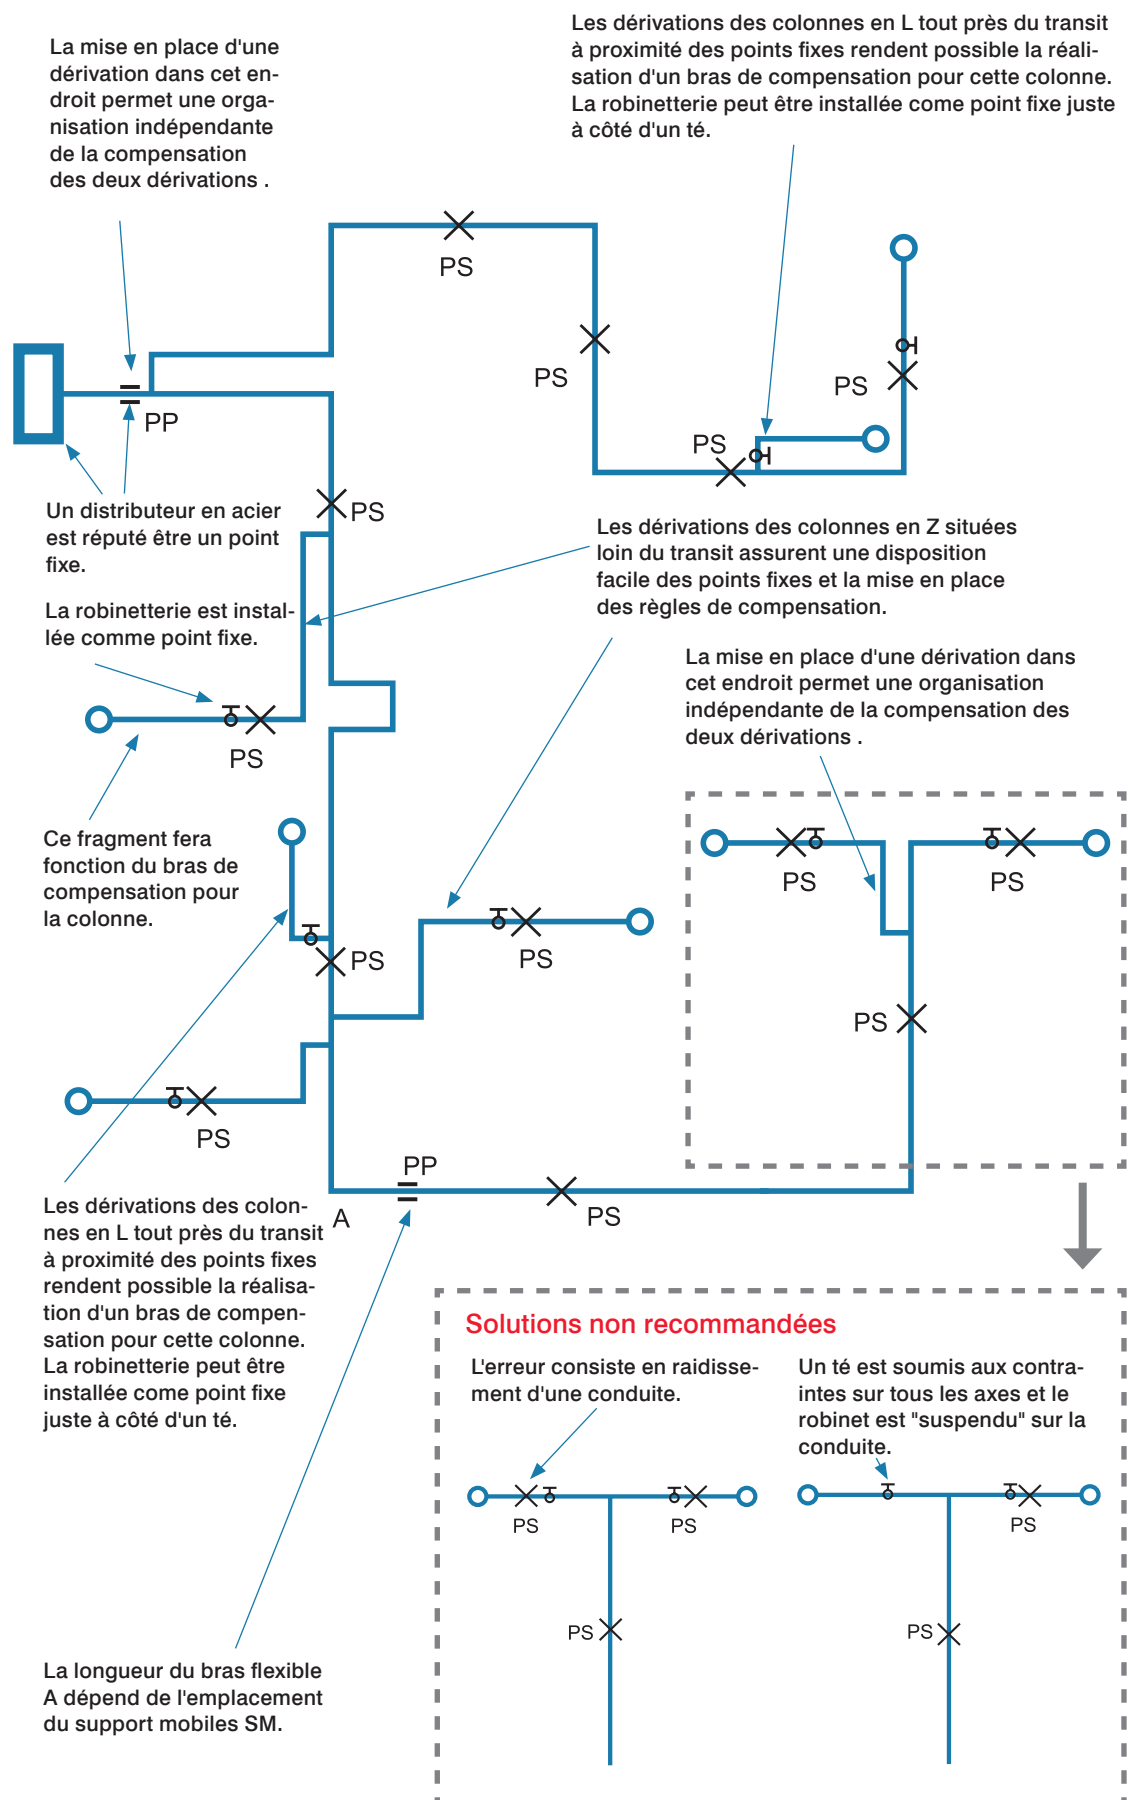 La mise en place d'une
dérivation dans cet en-
droit permet une orga-
nisation indépendante
de la compensation
des deux dérivations .
Les dérivations des colonnes en L tout près du transit
à proximité des points fixes rendent possible la réali-
sation d'un bras de compensation pour cette colonne.
La robinetterie peut être installée come point fixe juste
à côté d'un té.
PS
PS
PS
PP
PS
PS
Un distributeur en acier
est réputé être un point
fixe.
Les dérivations des colonnes en Z situées
loin du transit assurent une disposition
facile des points fixes et la mise en place
des règles de compensation.
La robinetterie est instal-
lée comme point fixe.
La mise en place d'une dérivation dans
cet endroit permet une organisation
indépendante de la compensation des
deux dérivations .
PS
Ce fragment fera
fonction du bras de
compensation pour
la colonne.
PS
PS
PS
PS
PS
PS
PP
PS
A
Les dérivations des colon-
nes en L tout près du transit
à proximité des points fixes
rendent possible la réalisa-
tion d'un bras de compen-
sation pour cette colonne.
La robinetterie peut être
installée come point fixe
juste à côté d'un té.
Solutions non recommandées
L'erreur consiste en raidisse-
ment d'une conduite.
Un té est soumis aux contra-
intes sur tous les axes et le
robinet est "suspendu" sur la
conduite.
PS
PS
PS
PS
PS
La longueur du bras flexible
A dépend de l'emplacement
du support mobiles SM.